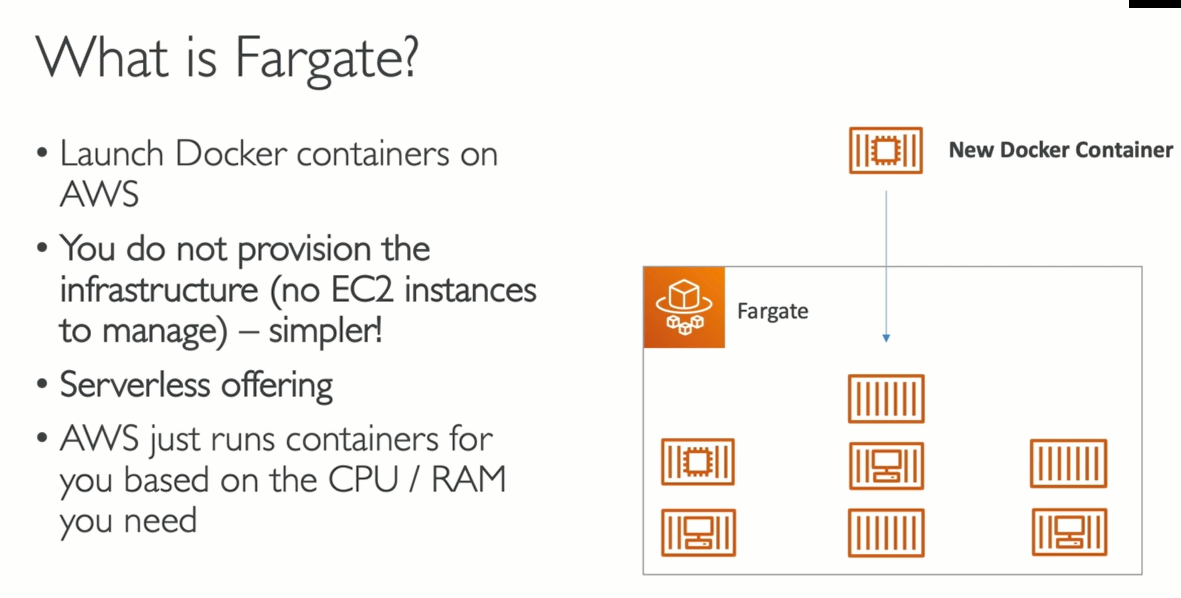 What is Fargate?
• Launch Docker containers on
AWS
• You do not provision the
infrastructure (no EC2 instances
to manage) – simpler!
• Serverless offering
• AWS just runs containers for
you based on the CPU / RAM
you need
New Docker Container
Fargate